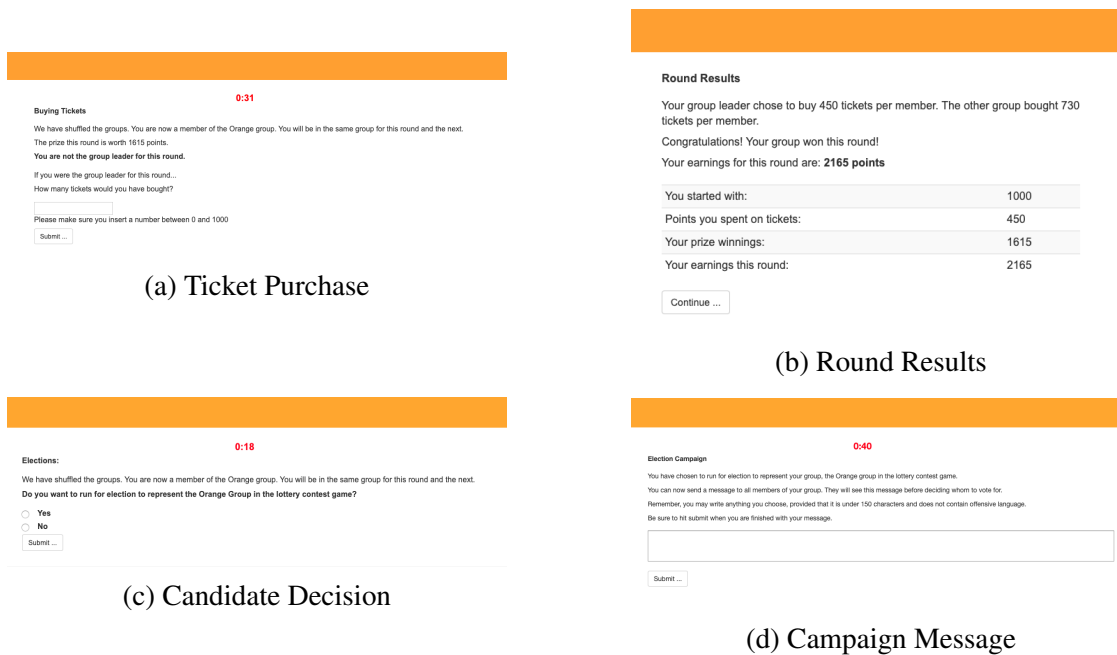 0:31
Buying Tickets
We have shuffled the groups. You are now a member of the Orange group. You will be in the same group for this round and the next.
The prize this round is worth 1615 points.
You are not the group leader for this round.
If you were the group leader for this round...
How many tickets would you have bought?
Please make sure you insert a number between 0 and 1000
Submit ...
(a) Ticket Purchase
Round Results
Your group leader chose to buy 450 tickets per member. The other group bought 730
tickets per member.
Congratulations! Your group won this round!
Your earnings for this round are: 2165 points
You started with: 1000
Points you spent on tickets: 450
Your prize winnings: 1615
Your earnings this round: 2165
Continue ...
(b) Round Results
0:18
Elections:
We have shuffled the groups. You are now a member of the Orange group. You will be in the same group for this round and the next.
Do you want to run for election to represent the Orange Group in the lottery contest game?
Yes
No
Submit ...
(c) Candidate Decision
0:40
Election Campaign
You have chosen to run for election to represent your group, the Orange group in the lottery contest game.
You can now send a message to all members of your group. They will see this message before deciding whom to vote for.
Remember, you may write anything you choose, provided that it is under 150 characters and does not contain offensive language.
Be sure to hit submit when you are finished with your message.
Submit ...
(d) Campaign Message